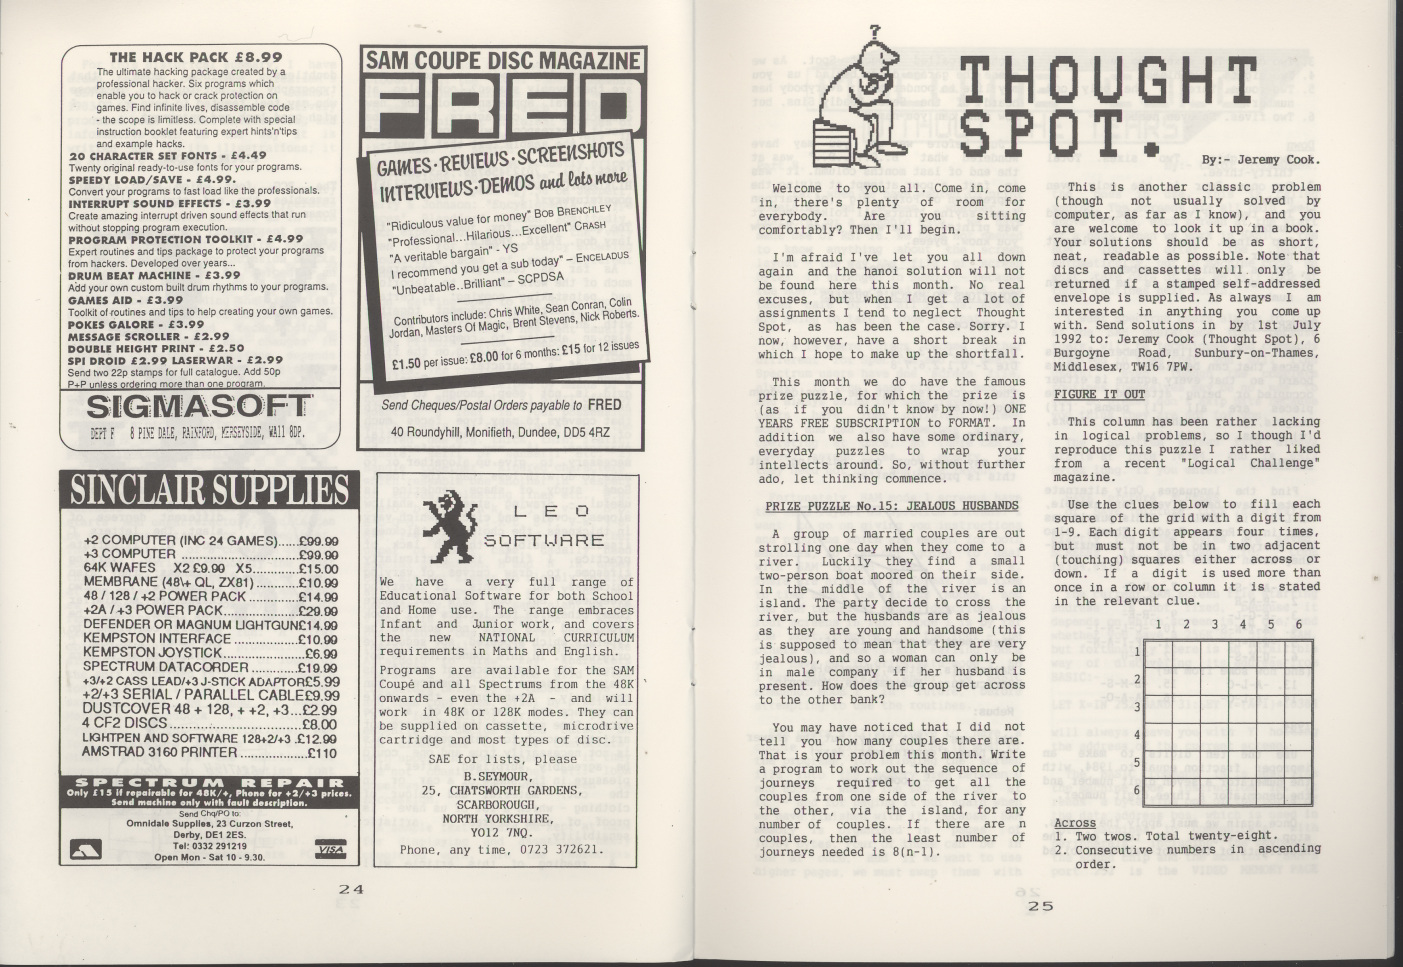 THE HACK PACK £8.99
The ultimate hacking package created by a
professional hacker. Six programs which
enable you to hack or crack protection on
games. Find infinite lives, disassemble code
- the scope is limitless. Complete with special
instruction booklet featuring expert hints'n'tips
and example hacks.
20 CHARACTER SET FONTS - £4.49
Twenty original ready-to-use fonts for your programs.
SPEEDY LOAD/SAVE - £4.99.
Convert your programs to fast load like the professionals.
INTERRUPT SOUND EFFECTS - £3.99
Create amazing interrupt driven sound effects that run
without stopping program execution.
PROGRAM PROTECTION TOOLKIT - £4.99
Expert routines and tips package to protect your programs
from hackers. Developed over years...
DRUM BEAT MACHINE - £3.99
Add your own custom built drum rhythms to your programs.
GAMES AID - £3.99
Toolkit of routines and tips to help creating your own games.
POKES GALORE - £3.99
MESSAGE SCROLLER - £2.99
DOUBLE HEIGHT PRINT - £2.50
SPI DROID £2.99 LASERWAR - £2.99
Send two 22p stamps for full catalogue. Add 50p
P+P unless ordering more than one program.
SIGMASOFT
DEPT F 8 PINE DALE, RAINFORD, MERSEYSIDE, WA11 8DP.
SAM COUPE DISC MAGAZINE
FRED
GAMES·REVIEWS·SCREENSHOTS
INTERVIEWS·DEMOS and lots more
"Ridiculous value for money" BOB BRENCHLEY
"Professional...Hilarious...Excellent" CRASH
"A veritable bargain" - YS
I recommend you get a sub today" – ENCELADUS
"Unbeatable..Brilliant" – SCPDSA
Contributors include: Chris White, Sean Conran, Colin
Jordan, Masters Of Magic, Brent Stevens, Nick Roberts.
£1.50 per issue: £8.00 for 6 months: £15 for 12 issues
Send Cheques/Postal Orders payable to FRED
40 Roundyhill, Monifieth, Dundee, DD5 4RZ
SINCLAIR SUPPLIES
+2 COMPUTER (INC 24 GAMES).....£99.99
+3 COMPUTER ............................£99.90
64K WAFES X2 £9.99 X5...........£15.00
MEMBRANE (48\+ QL, ZX81)...........£10.99
48 / 128 / +2 POWER PACK...........£14.99
+2A / +3 POWER PACK..................£29.99
DEFENDER OR MAGNUM LIGHTGUN£14.99
KEMPSTON INTERFACE ................£10.99
KEMPSTON JOYSTICK.....................£6.99
SPECTRUM DATACORDER ............£19.99
+3/+2 CASS LEAD/+3 J-STICK ADAPTOR£5.99
+2/+3 SERIAL / PARALLEL CABLE£9.99
DUSTCOVER 48 + 128, + +2, +3...£2.99
4 CF2 DISCS.......................£8.00
LIGHTPEN AND SOFTWARE 128+2/+3 .£12.99
AMSTRAD 3160 PRINTER ............£110
SPECTRUM REPAIR
Only £15 if repairable for 48K/+, Phone for +2/+3 prices.
Send machine only with fault description.
Send Chq/PO to:
Omnidale Supplies, 23 Curzon Street,
Derby, DE1 2ES.
Tel: 0332 291219
Open Mon - Sat 10 - 9.30.
VISA
LEO
SOFTWARE
We have a very full range of
Educational Software for both School
and Home use. The range embraces
Infant and Junior work, and covers
the new NATIONAL CURRICULUM
requirements in Maths and English.
Programs are available for the SAM
Coupé and all Spectrums from the 48K
onwards - even the +2A - and will
work in 48K or 128K modes. They can
be supplied on cassette, microdrive
cartridge and most types of disc.
SAE for lists, please
B.SEYMOUR,
25, CHATSWORTH GARDENS,
SCARBOROUGH,
NORTH YORKSHIRE,
YO12 7NQ.
Phone, any time, 0723 372621.
24
?
THOUGHT
SPOT.
By:- Jeremy Cook.
Welcome to you all. Come in, come
in, there's plenty of room for
everybody. Are you sitting
comfortably? Then I'll begin.
I'm afraid I've let you all down
again and the hanoi solution will not
be found here this month. No real
excuses, but when I get a lot of
assignments I tend to neglect Thought
Spot, as has been the case. Sorry. I
now, however, have a short break in
which I hope to make up the shortfall.
This month we do have the famous
prize puzzle, for which the prize is
(as if you didn't know by now!) ONE
YEARS FREE SUBSCRIPTION to FORMAT. In
addition we also have some ordinary,
everyday puzzles to wrap your
intellects around. So, without further
ado, let thinking commence.
PRIZE PUZZLE No.15: JEALOUS HUSBANDS
A group of married couples are out
strolling one day when they come to a
river. Luckily they find a small
two-person boat moored on their side.
In the middle of the river is an
island. The party decide to cross the
river, but the husbands are as jealous
as they are young and handsome (this
is supposed to mean that they are very
jealous), and so a woman can only be
in male company if her husband is
present. How does the group get across
to the other bank?
You may have noticed that I did not
tell you how many couples there are.
That is your problem this month. Write
a program to work out the sequence of
journeys required to get all the
couples from one side of the river to
the other, via the island, for any
number of couples. If there are n
couples, then the least number of
journeys needed is 8(n-1).
This is another classic problem
(though not usually solved by
computer, as far as I know), and you
are welcome to look it up in a book.
Your solutions should be as short,
neat, readable as possible. Note that
discs and cassettes will only be
returned if a stamped self-addressed
envelope is supplied. As always I am
interested in anything you come up
with. Send solutions in by 1st July
1992 to: Jeremy Cook (Thought Spot), 6
Burgoyne Road, Sunbury-on-Thames,
Middlesex, TW16 7PW.
FIGURE IT OUT
This column has been rather lacking
in logical problems, so I though I'd
reproduce this puzzle I rather liked
from a recent "Logical Challenge"
magazine.
Use the clues below to fill each
square of the grid with a digit from
1-9. Each digit appears four times,
but must not be in two adjacent
(touching) squares either across or
down. If a digit is used more than
once in a row or column it is stated
in the relevant clue.
1 2 3 4 5 6
1
2
3
4
5
6
Across
1. Two twos. Total twenty-eight.
2. Consecutive numbers in ascending
order.
25